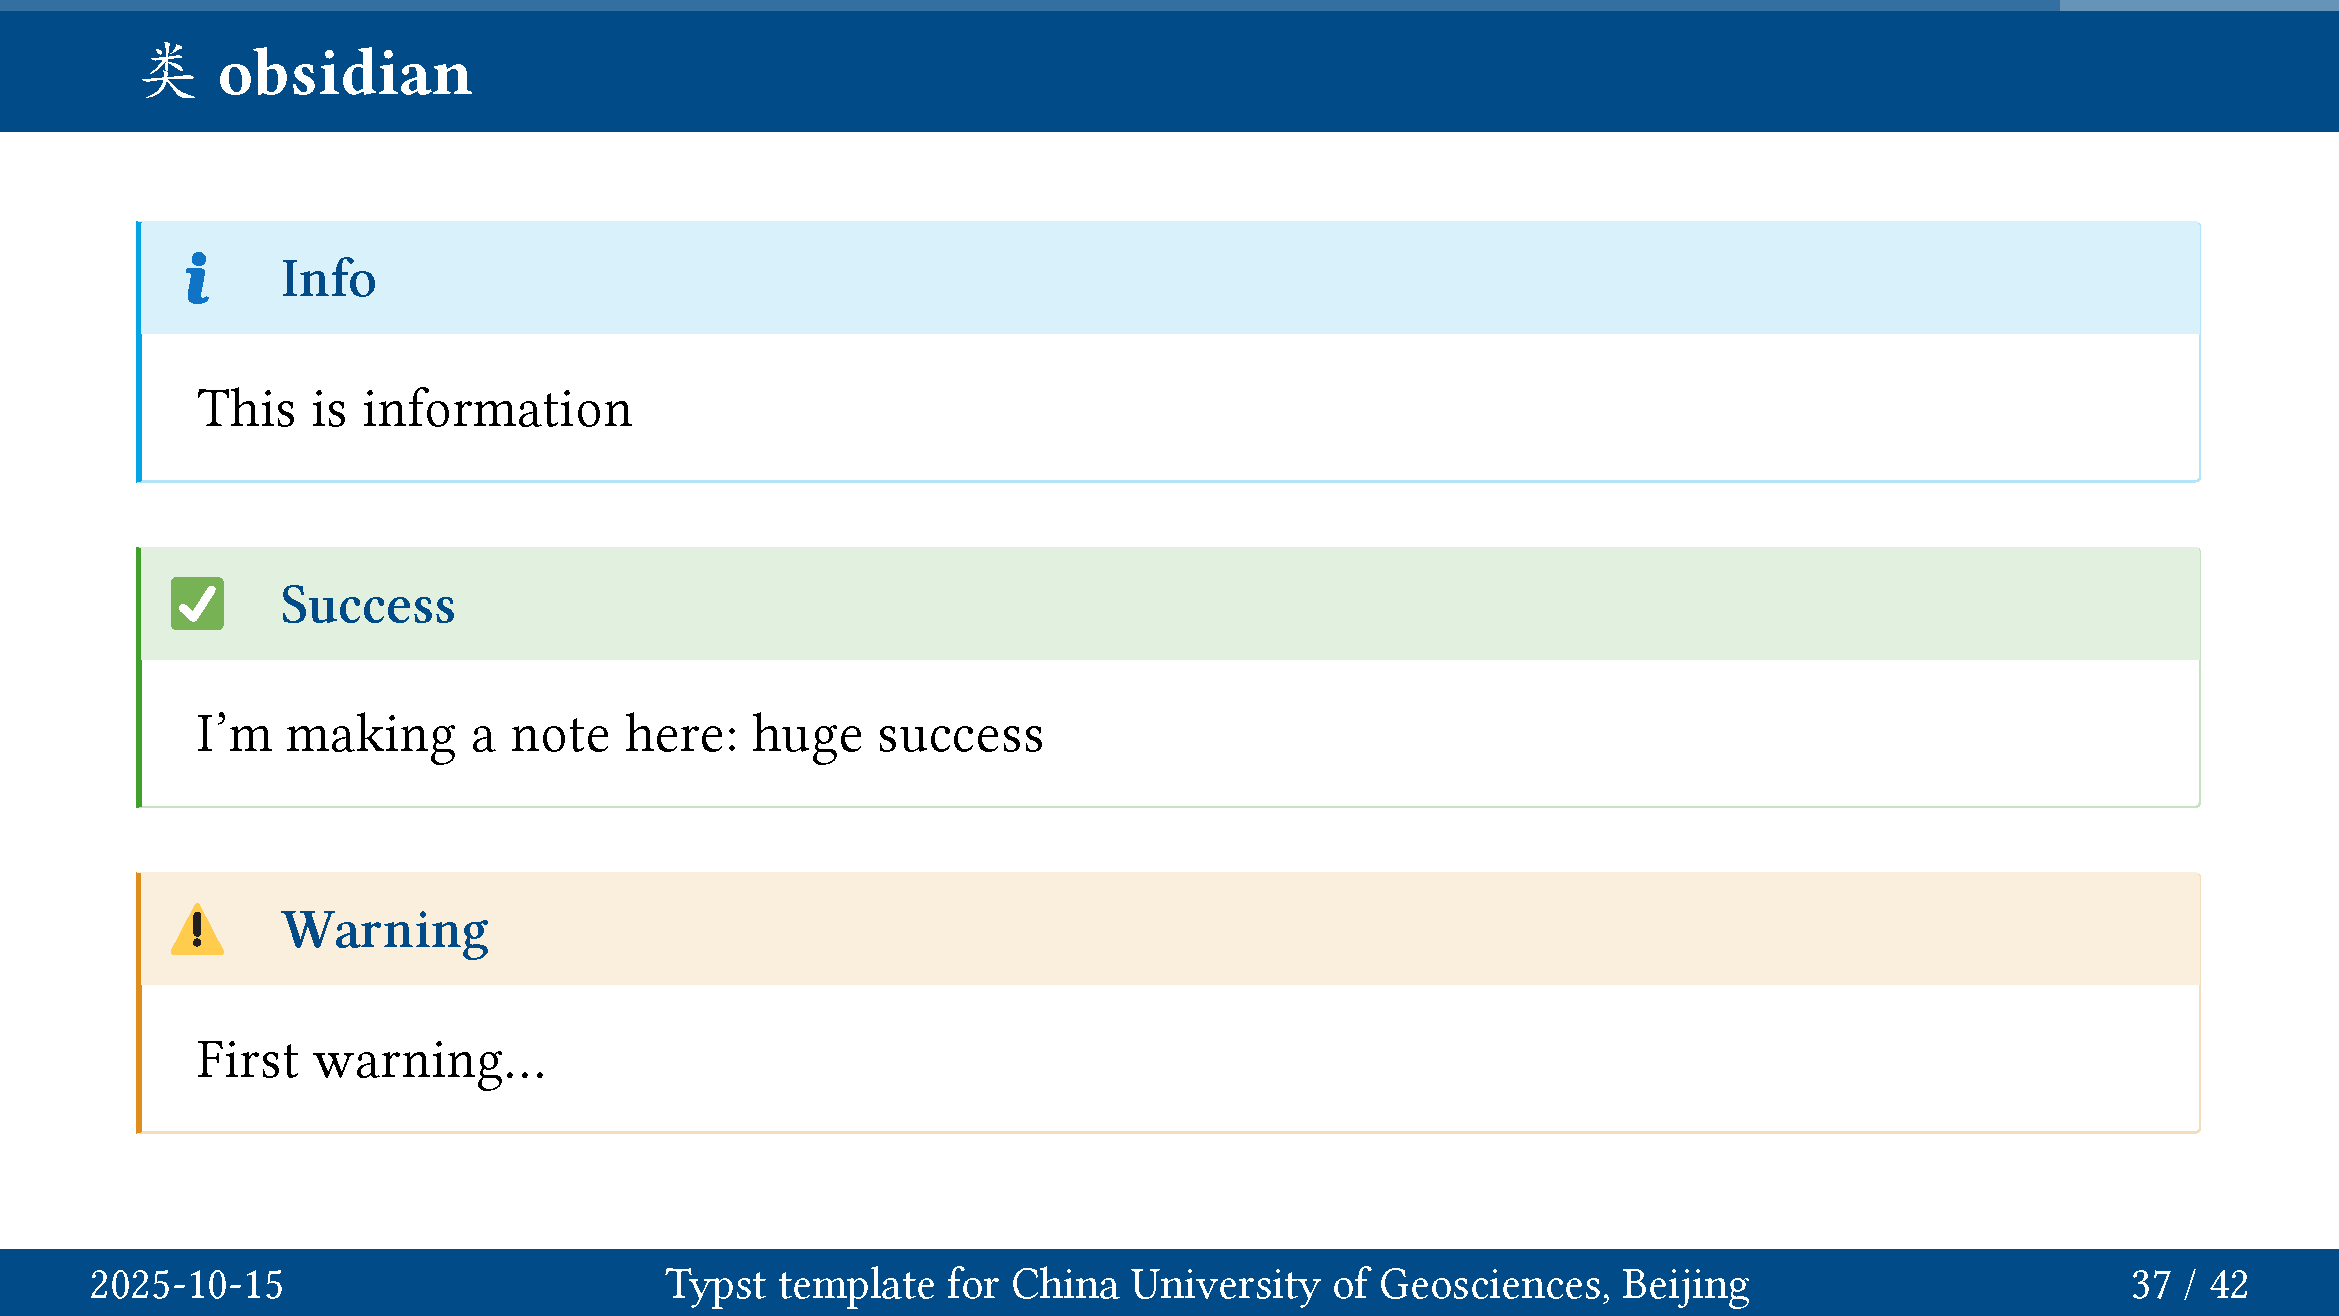 类 obsidian
Info
This is information
Success
I’m making a note here: huge success
Warning
First warning…
2025-10-15 Typst template for China University of Geosciences, Beijing 37 / 42